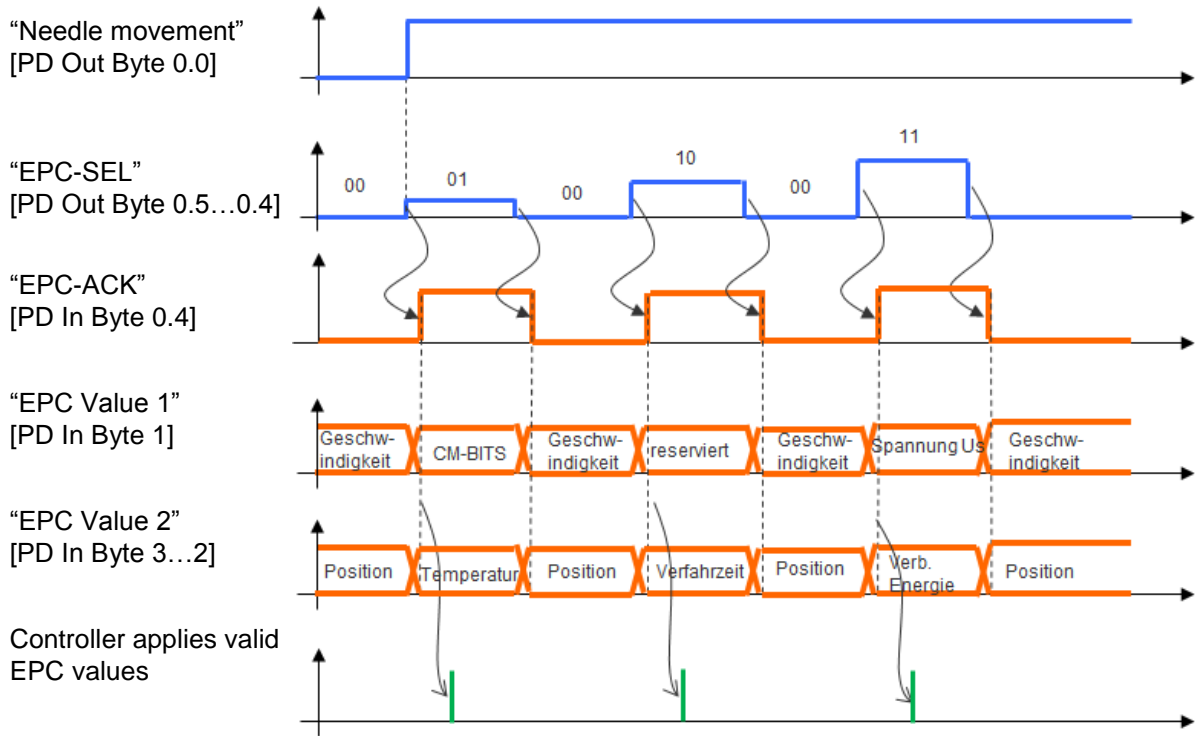 “Needle movement”
[PD Out Byte 0.0]
“EPC-SEL”
[PD Out Byte 0.5…0.4]
00
01
00
10
00
11
“EPC-ACK”
[PD In Byte 0.4]
“EPC Value 1”
[PD In Byte 1]
Geschw-
indigkeit
CM-BITS
Geschw-
indigkeit
reserviert
Geschw-
indigkeit
Spannung Us
Geschw-
indigkeit
“EPC Value 2”
[PD In Byte 3…2]
Position
Temperatur
Position
Verfahrzeit
Position
Verb.
Energie
Position
Controller applies valid
EPC values